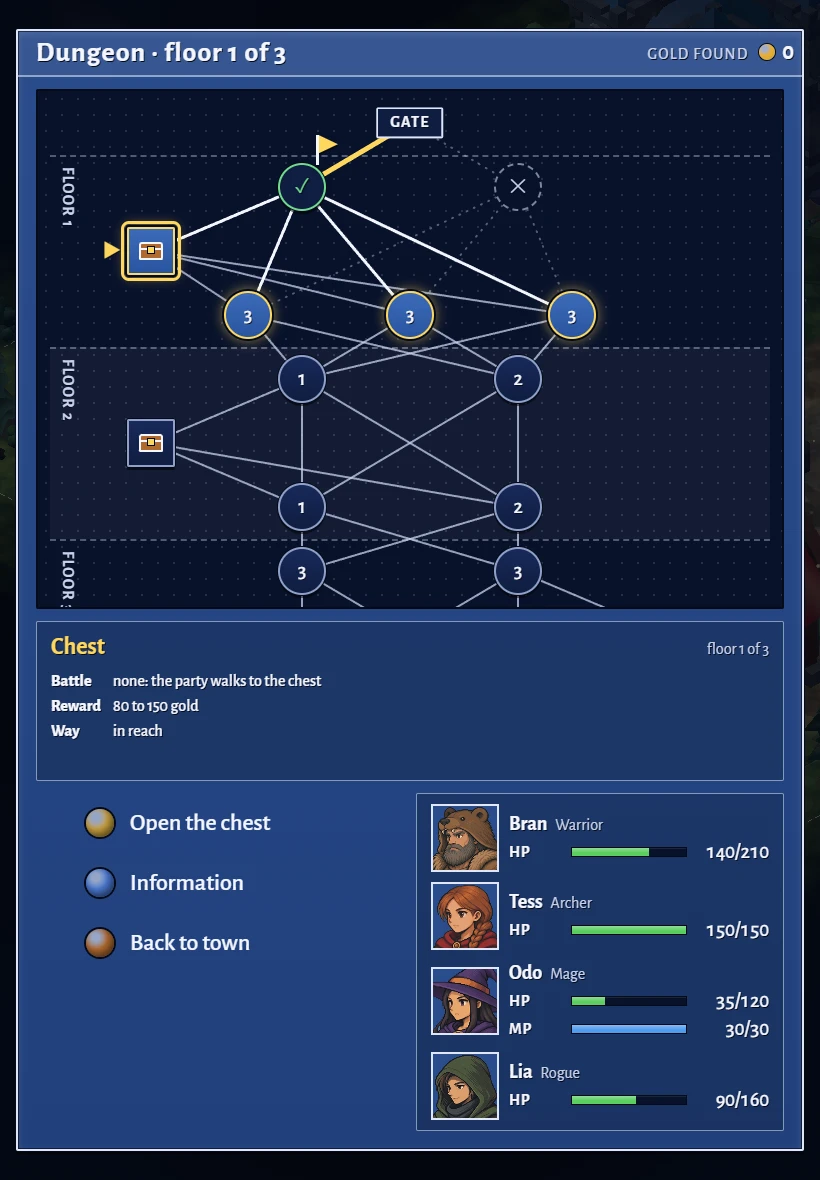 Dungeon · floor 1 of 3
GOLD FOUND 0
GATE
FLOOR 1
3 3 3
FLOOR 2
1 2
1 2
FLOOR
3 3
Chest
floor 1 of 3
Battle none: the party walks to the chest
Reward 80 to 150 gold
Way in reach
Open the chest
Information
Back to town
Bran Warrior
HP 140/210
Tess Archer
HP 150/150
Odo Mage
HP 35/120
MP 30/30
Lia Rogue
HP 90/160